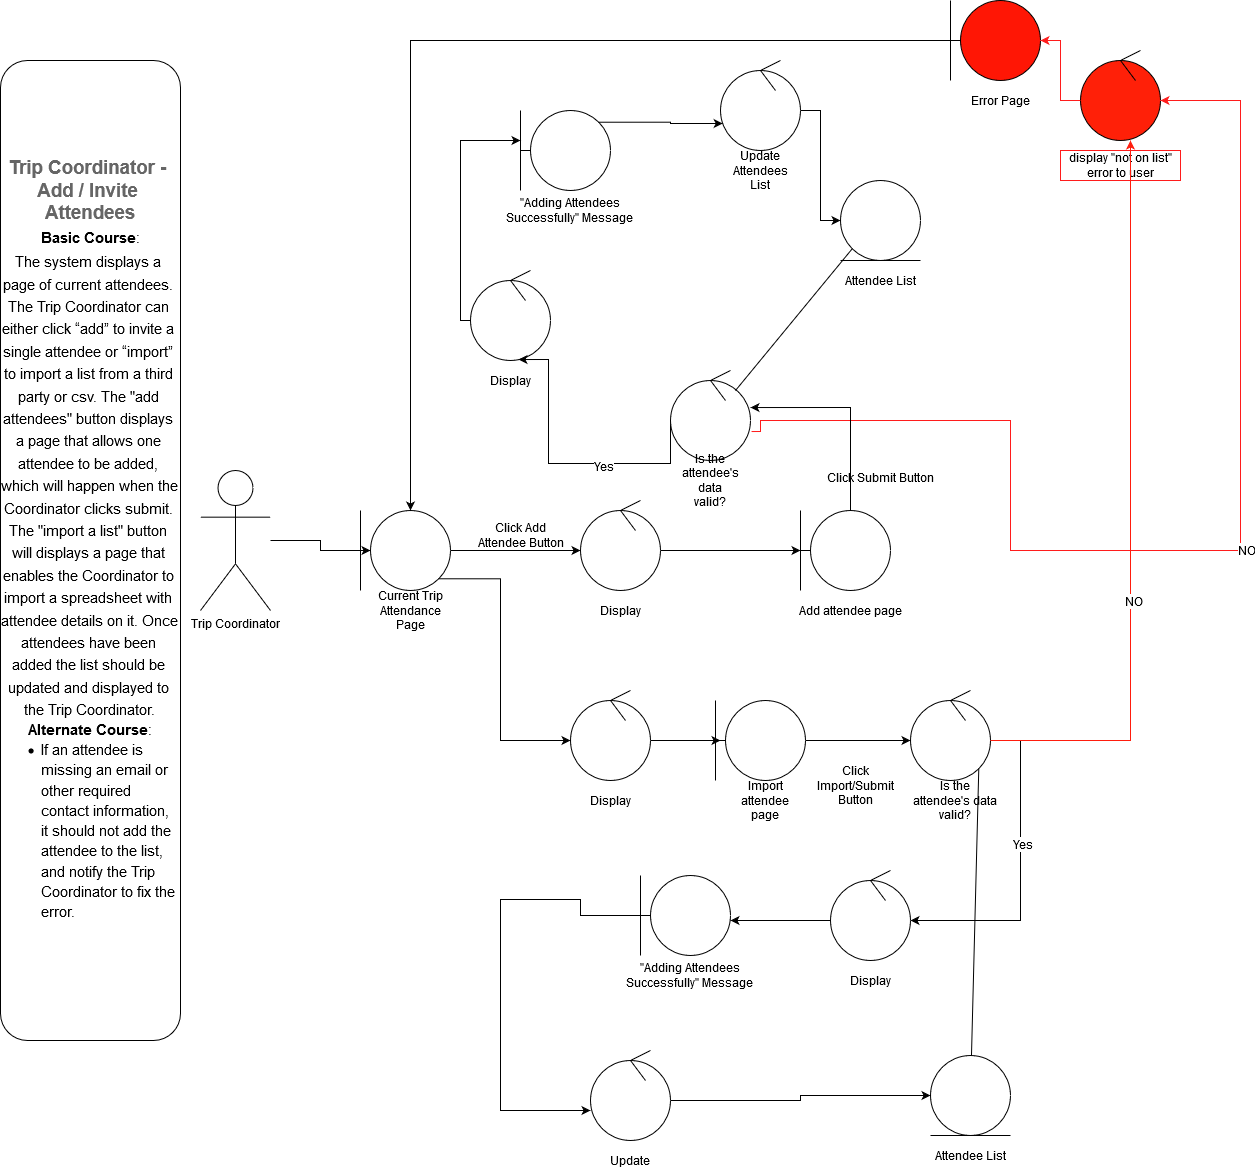 Trip Coordinator -
Add / Invite
Attendees
Basic Course:
The system displays a
page of current attendees.
The Trip Coordinator can
either click “add” to invite a
single attendee or “import”
to import a list from a third
party or csv. The "add
attendees" button displays
a page that allows one
attendee to be added,
which will happen when the
Coordinator clicks submit.
The "import a list" button
will displays a page that
enables the Coordinator to
import a spreadsheet with
attendee details on it. Once
attendees have been
added the list should be
updated and displayed to
the Trip Coordinator.
Alternate Course:
• If an attendee is
missing an email or
other required
contact information,
it should not add the
attendee to the list,
and notify the Trip
Coordinator to fix the
error.
Error Page
display "not on list"
error to user
Update
Attendees
List
"Adding Attendees
Successfully" Message
Attendee List
Display
Yes
Is the
attendee's
data
valid?
Click Submit Button
Click Add
Attendee Button
NO
Trip Coordinator
Current Trip
Attendance
Page
Display
Add attendee page
NO
Display
Import
attendee
page
Click
Import/Submit
Button
Is the
attendee's data
valid?
Yes
"Adding Attendees
Successfully" Message
Display
Update
Attendee List